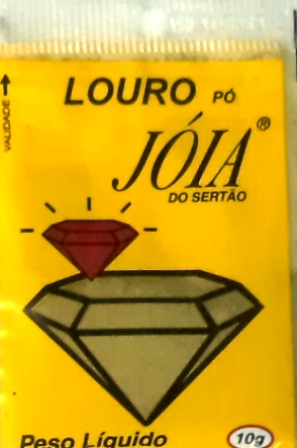 LOURO PÓ
VALIDADE
JÓIA®
DO SERTÃO
Peso Líquido 10g